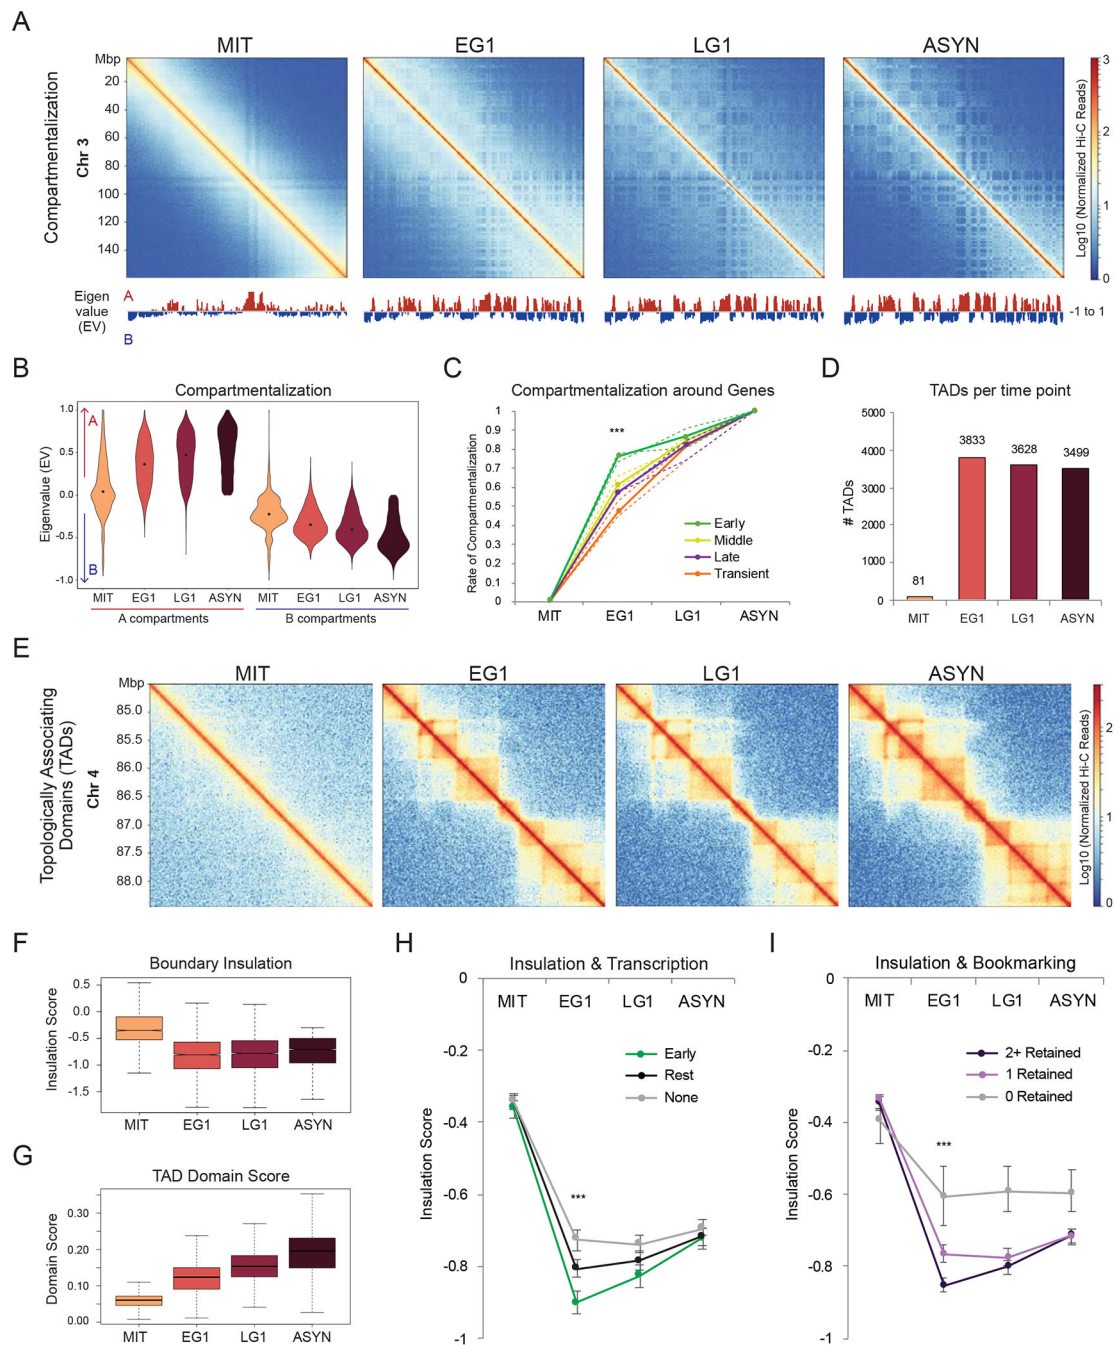 A
MIT
EG1
LG1
ASYN
Compartmentalization
Chr 3
Mbp
20
40
60
80
100
120
140
3
2
1
0
Log10 (Normalized Hi-C Reads)
Eigen
value
(EV)
A
B
-1 to 1
B
Compartmentalization
Eigenvalue (EV)
1.0
0.5
0.0
-0.5
-1.0
A
B
MIT
EG1
LG1
ASYN
MIT
EG1
LG1
ASYN
A compartments
B compartments
C
Compartmentalization around Genes
Rate of Compartmentalization
1
0.9
0.8
0.7
0.6
0.5
0.4
0.3
0.2
0.1
0
***
Early
Middle
Late
Transient
MIT
EG1
LG1
ASYN
D
TADs per time point
# TADs
5000
4000
3000
2000
1000
0
81
3833
3628
3499
MIT
EG1
LG1
ASYN
E
MIT
EG1
LG1
ASYN
Topologically Associating
Domains (TADs)
Chr 4
Mbp
85.0
85.5
86.0
86.5
87.0
87.5
88.0
2
1
0
Log10 (Normalized Hi-C Reads)
F
Boundary Insulation
Insulation Score
0.5
0.0
-0.5
-1.0
-1.5
MIT
EG1
LG1
ASYN
G
TAD Domain Score
Domain Score
0.30
0.20
0.10
0.00
MIT
EG1
LG1
ASYN
H
Insulation & Transcription
Insulation Score
0
-0.2
-0.4
-0.6
-0.8
-1
MIT
EG1
LG1
ASYN
Early
Rest
None
***
I
Insulation & Bookmarking
Insulation Score
0
-0.2
-0.4
-0.6
-0.8
-1
MIT
EG1
LG1
ASYN
2+ Retained
1 Retained
0 Retained
***